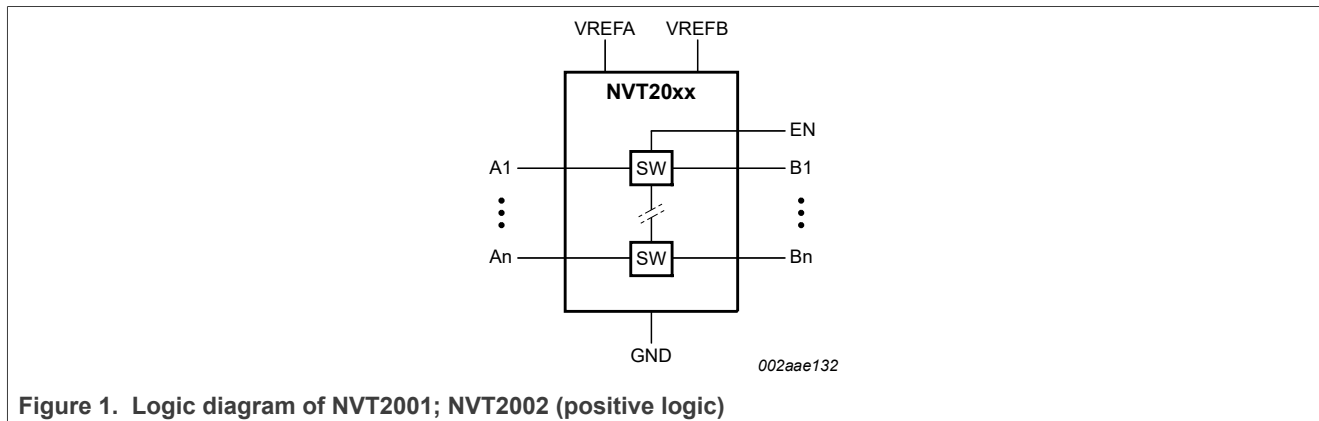 VREFA VREFB
NVT20xx
EN
A1 SW B1
An SW Bn
GND
002aae132
Figure 1. Logic diagram of NVT2001; NVT2002 (positive logic)